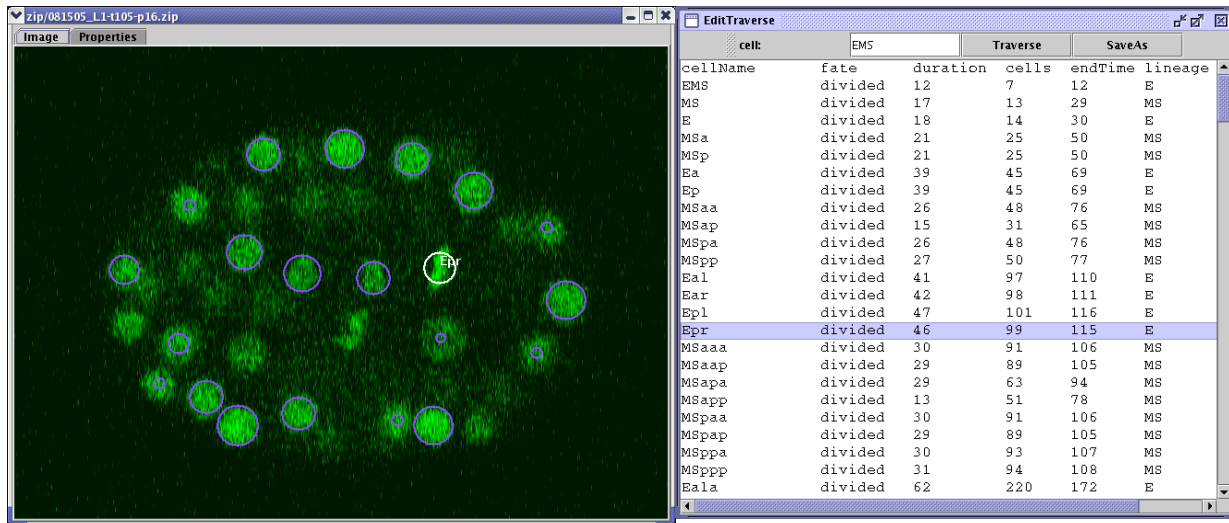 zip/081505_L1-t105-p16.zip
Image Properties
Epr
EditTraverse
cell: EMS Traverse SaveAs
cellName fate duration cells endTime lineage
EMS divided 12 7 12 E
MS divided 17 13 29 MS
E divided 18 14 30 E
MSa divided 21 25 50 MS
MSp divided 21 25 50 MS
Ea divided 39 45 69 E
Ep divided 39 45 69 E
MSaa divided 26 48 76 MS
MSap divided 15 31 65 MS
MSpa divided 26 48 76 MS
MSpp divided 27 50 77 MS
Eal divided 41 97 110 E
Ear divided 42 98 111 E
Epl divided 47 101 116 E
Epr divided 46 99 115 E
MSaaa divided 30 91 106 MS
MSaap divided 29 89 105 MS
MSapa divided 29 63 94 MS
MSapp divided 13 51 78 MS
MSpaa divided 30 91 106 MS
MSpap divided 29 89 105 MS
MSppa divided 30 93 107 MS
MSppp divided 31 94 108 MS
Eala divided 62 220 172 E